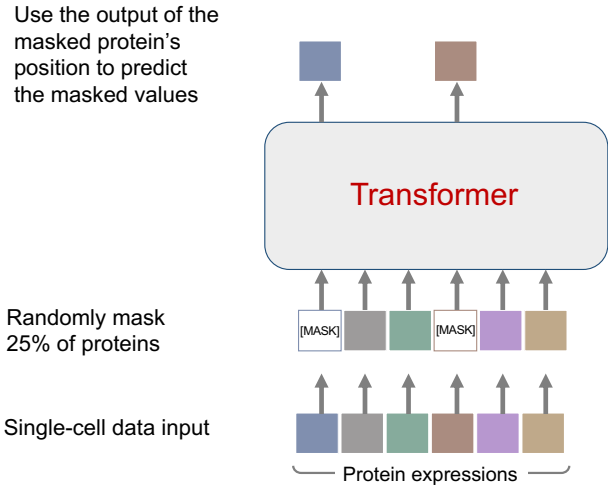 Use the output of the
masked protein's
position to predict
the masked values
Transformer
Randomly mask
25% of proteins
[MASK]
[MASK]
Single-cell data input
Protein expressions